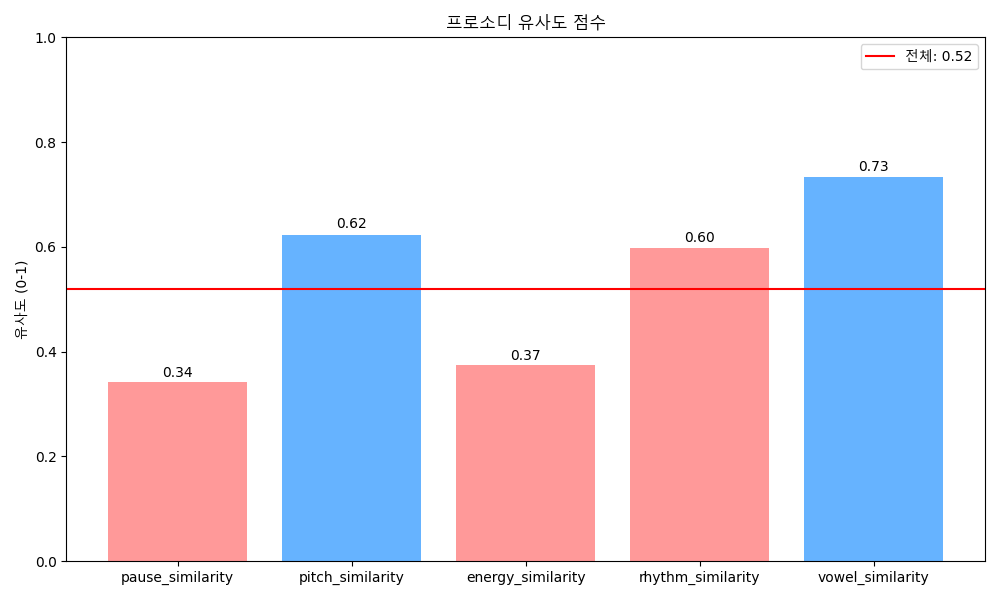 프로소디 유사도 점수
전체: 0.52
유사도 (0-1)
1.0
0.8
0.6
0.4
0.2
0.0
0.34
0.62
0.37
0.60
0.73
pause_similarity
pitch_similarity
energy_similarity
rhythm_similarity
vowel_similarity